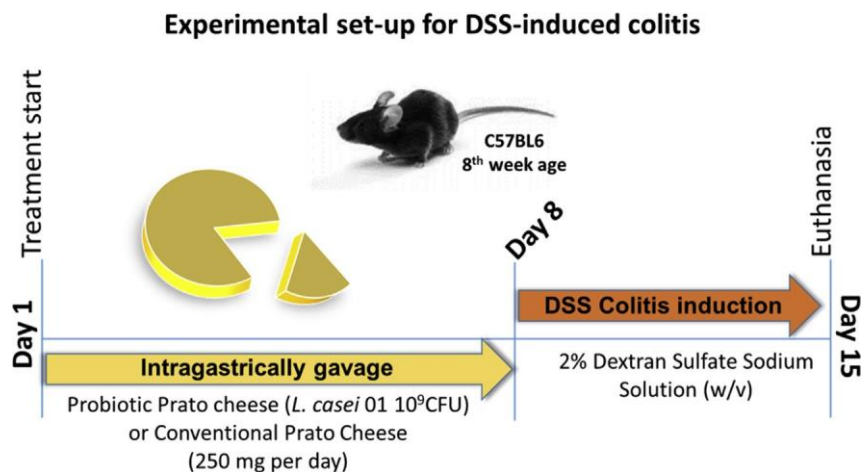 Experimental set-up for DSS-induced colitis
Treatment start
C57BL6
8th week age
Day 8
Euthanasia
Day 1
DSS Colitis induction
Day 15
Intragastrically gavage
2% Dextran Sulfate Sodium
Solution (w/v)
Probiotic Prato cheese (L. casei 01 10⁹CFU)
or Conventional Prato Cheese
(250 mg per day)